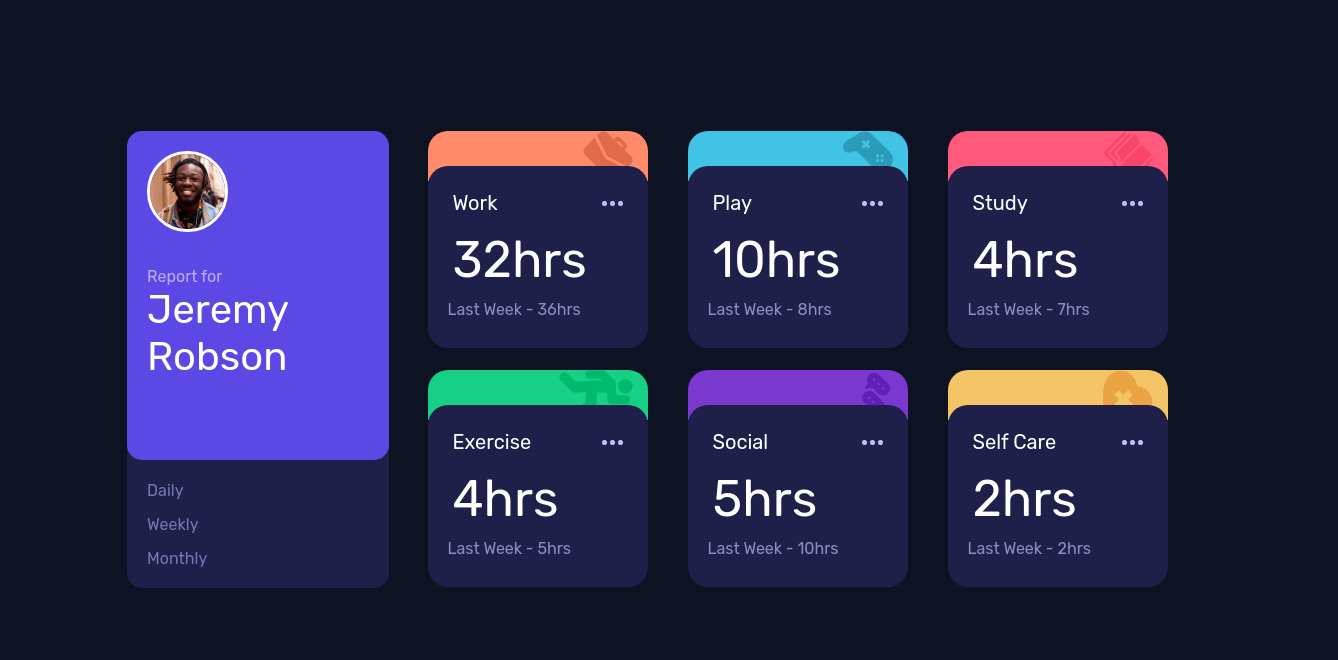 Report for
Jeremy
Robson
Daily
Weekly
Monthly
Work
32hrs
Last Week - 36hrs
Play
10hrs
Last Week - 8hrs
Study
4hrs
Last Week - 7hrs
Exercise
4hrs
Last Week - 5hrs
Social
5hrs
Last Week - 10hrs
Self Care
2hrs
Last Week - 2hrs